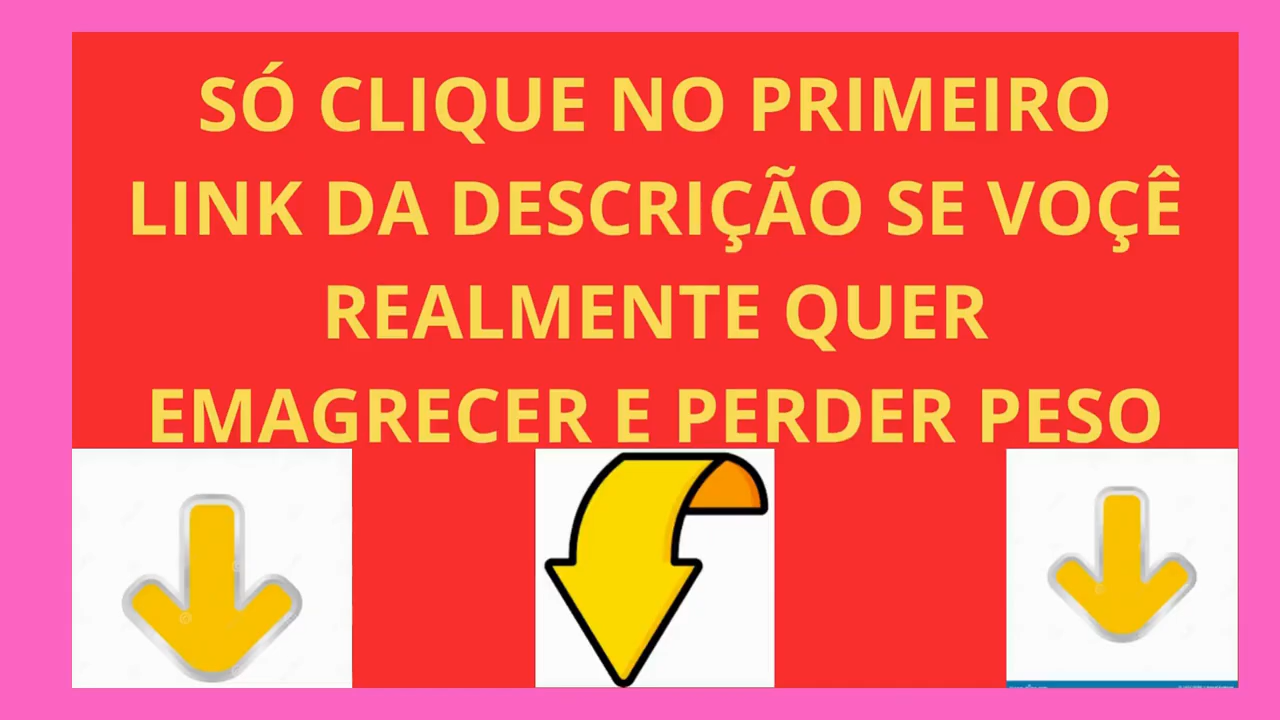 SÓ CLIQUE NO PRIMEIRO
LINK DA DESCRIÇÃO SE VOÇÊ
REALMENTE QUER
EMAGRECER E PERDER PESO